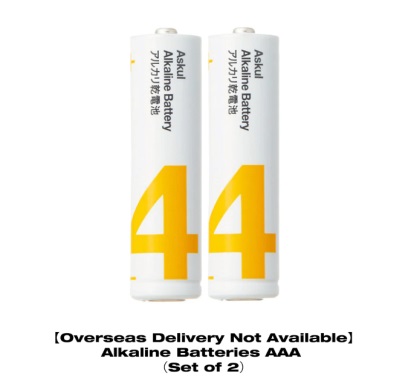 Askul
Alkaline Battery
アルカリ乾電池
4
Askul
Alkaline Battery
アルカリ乾電池
4
【Overseas Delivery Not Available】
Alkaline Batteries AAA
（Set of 2）